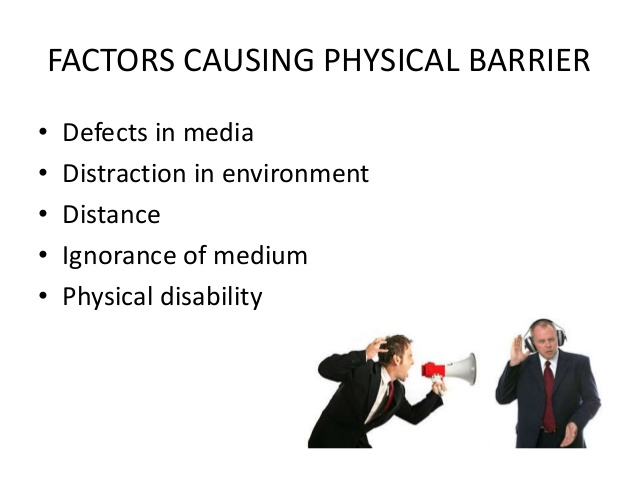 FACTORS CAUSING PHYSICAL BARRIER
• Defects in media
• Distraction in environment
• Distance
• Ignorance of medium
• Physical disability